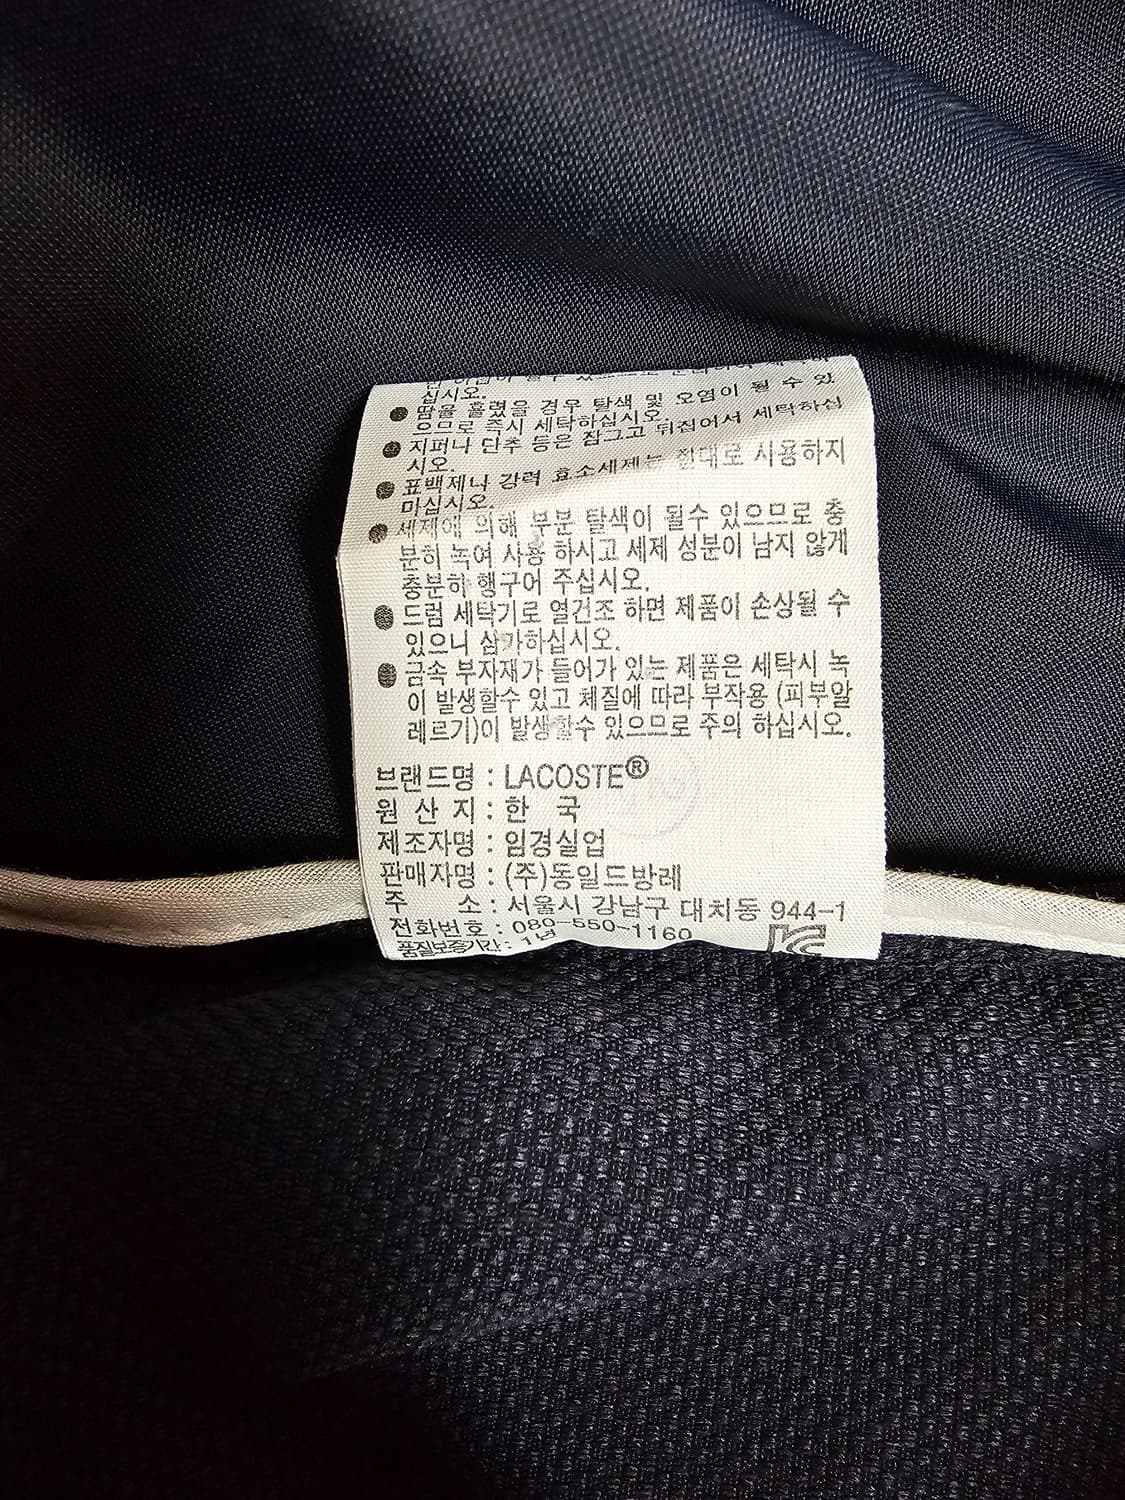 십시오.
● 땀을 흘렸을 경우 탈색 및 오염이 될 수 있
으므로 즉시 세탁하십시오.
● 지퍼나 단추 등은 잠그고 뒤집어서 세탁하십
시오.
● 표백제나 강력 효소세제는 절대로 사용하지
마십시오.
● 세제에 의해 부분 탈색이 될수 있으므로 충
분히 녹여 사용 하시고 세제 성분이 남지 않게
충분히 헹구어 주십시오.
● 드럼 세탁기로 열건조 하면 제품이 손상될 수
있으니 삼가하십시오.
● 금속 부자재가 들어가 있는 제품은 세탁시 녹
이 발생할수 있고 체질에 따라 부작용 (피부알
레르기)이 발생할수 있으므로 주의 하십시오.
브랜드명 : LACOSTE®
원 산 지 : 한 국
제조자명 : 임경실업
판매자명 : (주)동일드방레
주 소 : 서울시 강남구 대치동 944-1
전화번호 : 080-550-1160
품질보증기간 : 1년